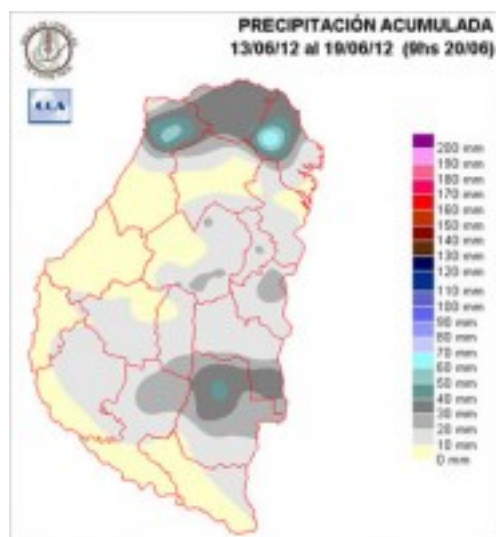 PRECIPITACIÓN ACUMULADA
13/06/12 al 19/06/12 (9hs 20/06)
200 mm
190 mm
180 mm
170 mm
160 mm
150 mm
140 mm
130 mm
120 mm
110 mm
100 mm
90 mm
80 mm
70 mm
60 mm
50 mm
40 mm
30 mm
20 mm
10 mm
0 mm